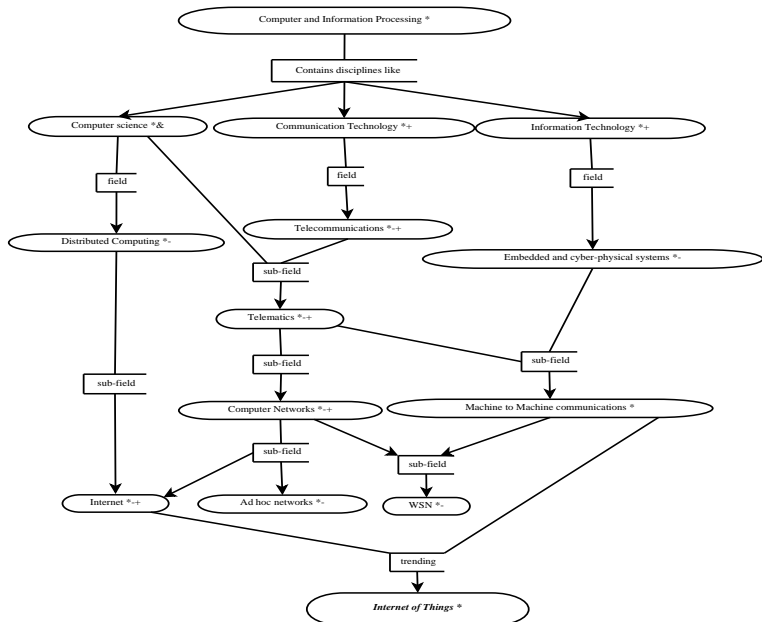 Computer and Information Processing *
Contains disciplines like
Computer science *&
Communication Technology *+
Information Technology *+
field
field
field
Telecommunications *-+
Distributed Computing *-
Embedded and cyber-physical systems *-
sub-field
Telematics *-+
sub-field
sub-field
sub-field
Computer Networks *-+
Machine to Machine communications *
sub-field
sub-field
Internet *-+
Ad hoc networks *-
WSN *-
trending
Internet of Things *